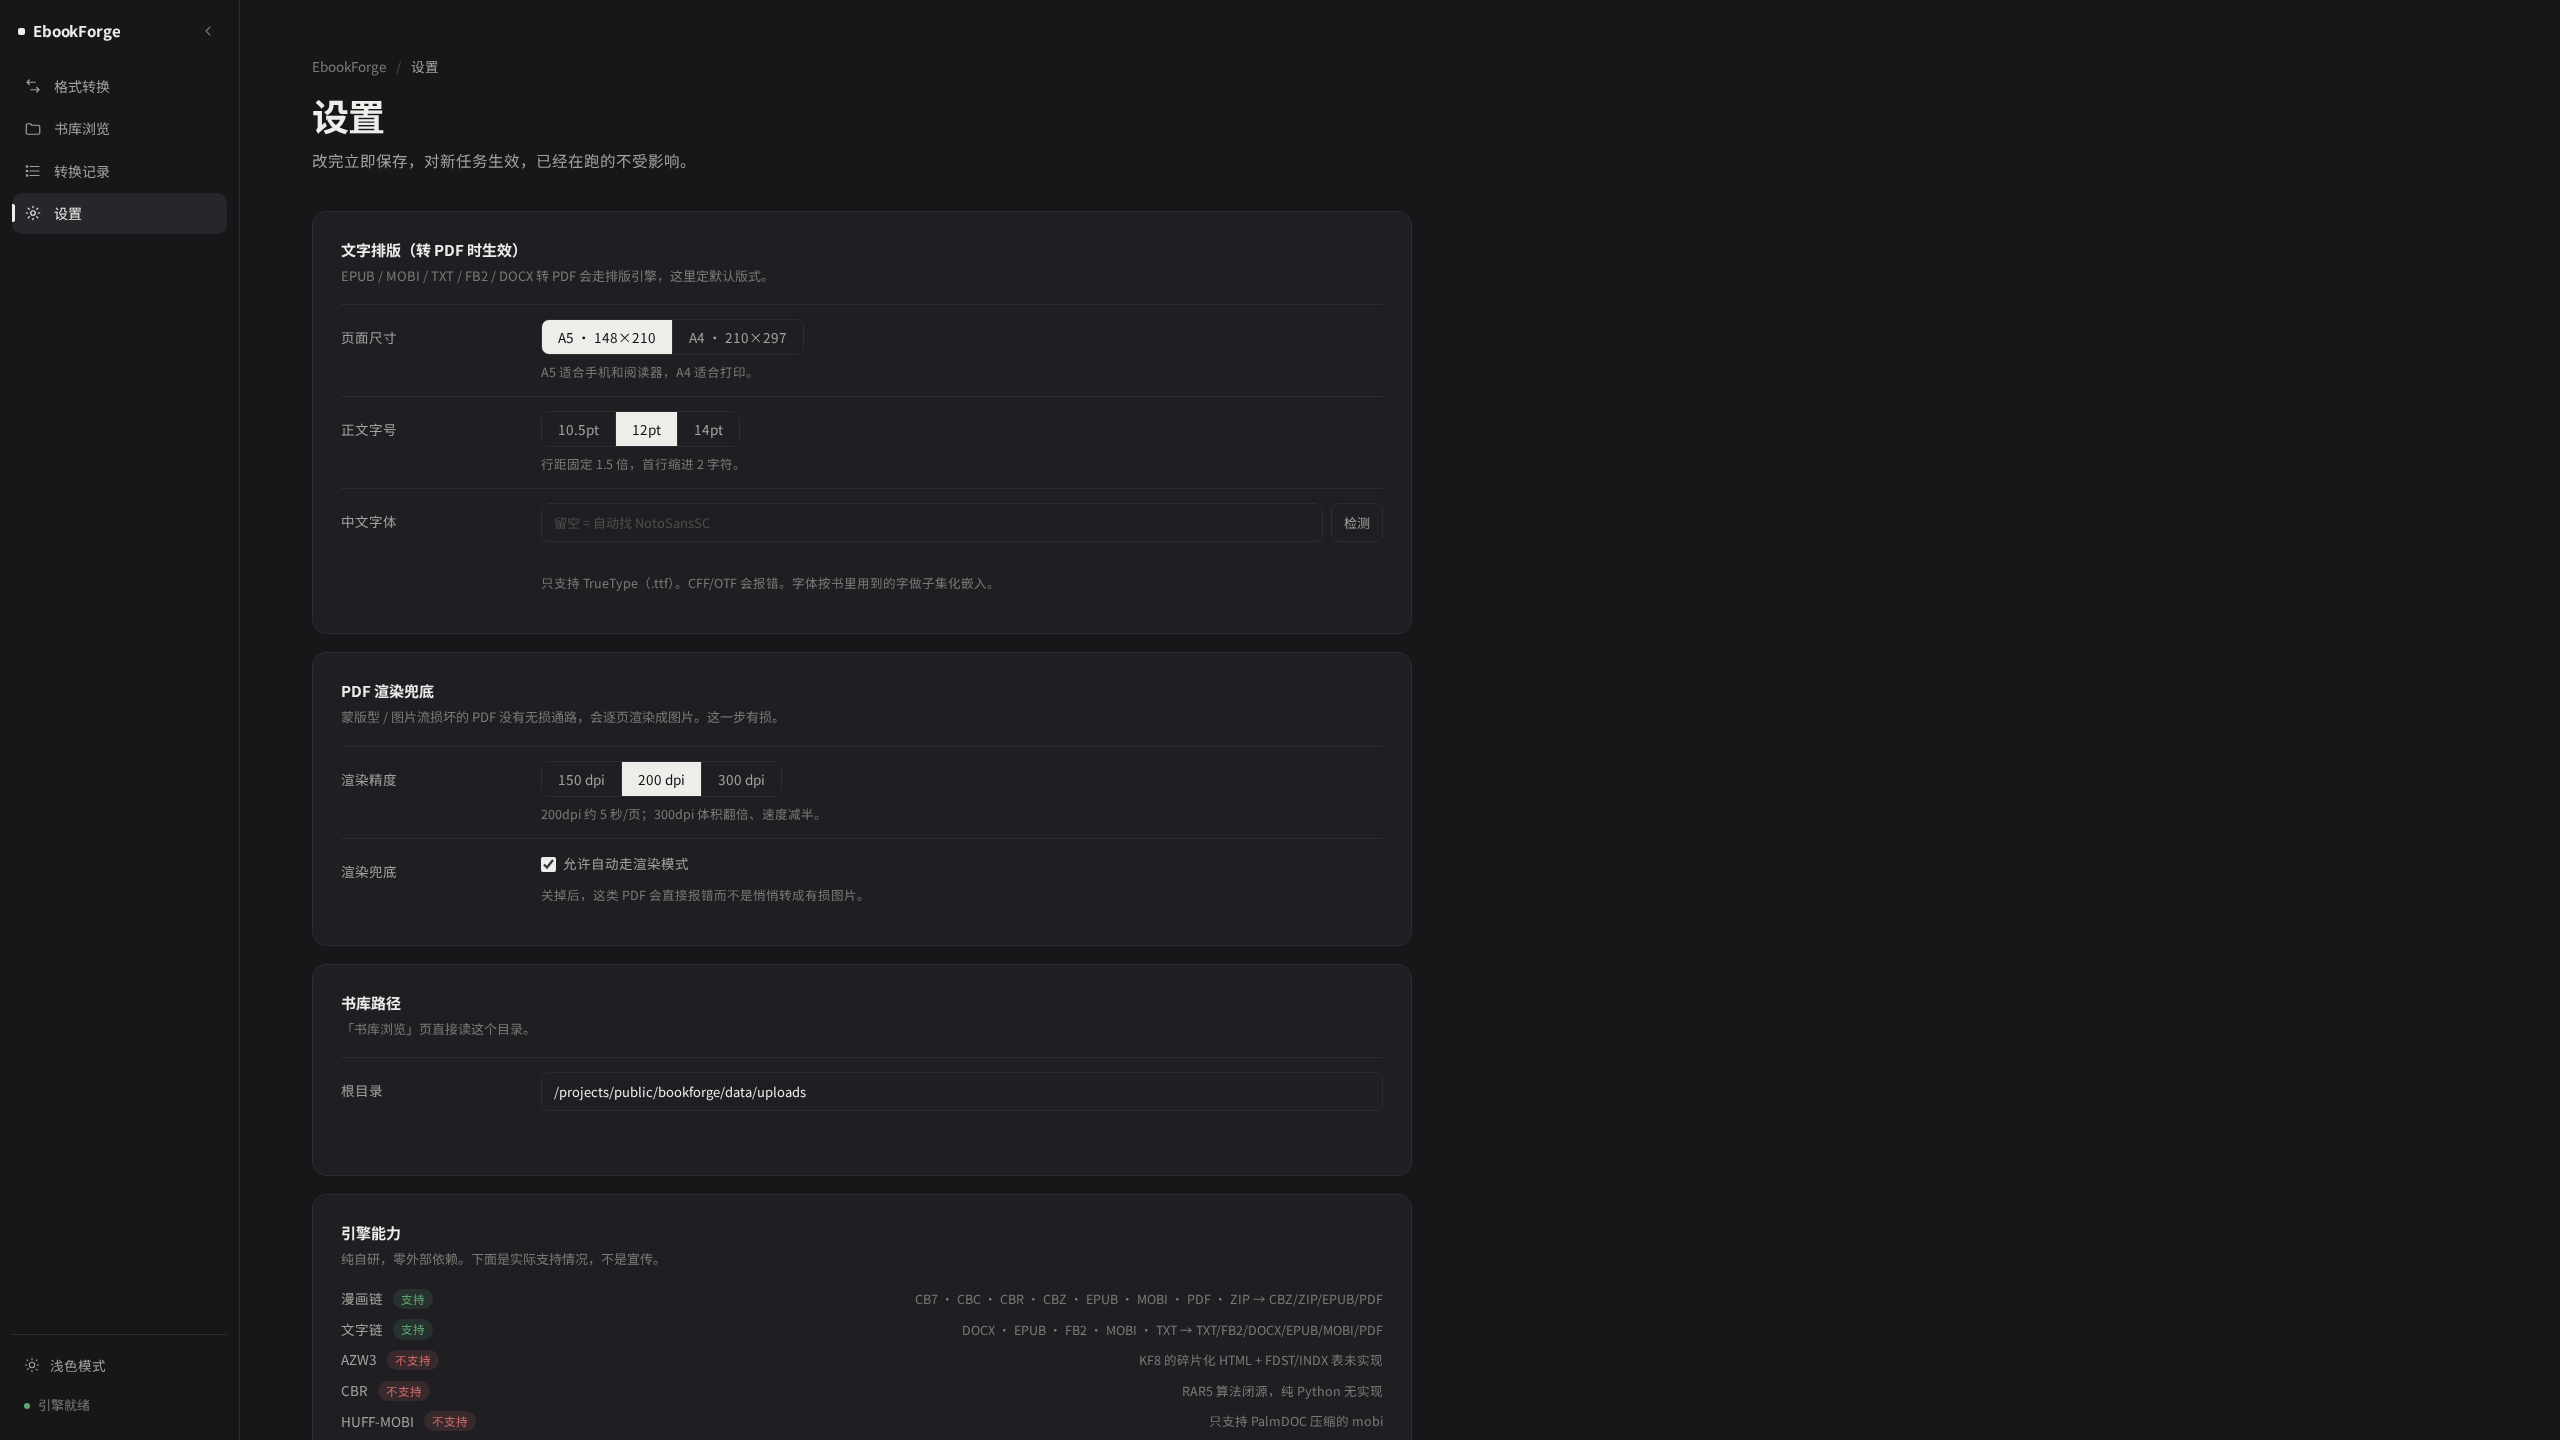 EbookForge
格式转换
书库浏览
转换记录
设置
浅色模式
引擎就绪
EbookForge / 设置
设置
改完立即保存，对新任务生效，已经在跑的不受影响。
文字排版（转 PDF 时生效）
EPUB / MOBI / TXT / FB2 / DOCX 转 PDF 会走排版引擎，这里定默认版式。
页面尺寸
A5 · 148×210 A4 · 210×297
A5 适合手机和阅读器，A4 适合打印。
正文字号
10.5pt 12pt 14pt
行距固定 1.5 倍，首行缩进 2 字符。
中文字体
留空 = 自动找 NotoSansSC 检测
只支持 TrueType（.ttf）。CFF/OTF 会报错。字体按书里用到的字做子集化嵌入。
PDF 渲染兜底
蒙版型 / 图片流损坏的 PDF 没有无损通路，会逐页渲染成图片。这一步有损。
渲染精度
150 dpi 200 dpi 300 dpi
200dpi 约 5 秒/页；300dpi 体积翻倍、速度减半。
渲染兜底
允许自动走渲染模式
关掉后，这类 PDF 会直接报错而不是悄悄转成有损图片。
书库路径
「书库浏览」页直接读这个目录。
根目录
/projects/public/bookforge/data/uploads
引擎能力
纯自研，零外部依赖。下面是实际支持情况，不是宣传。
漫画链 支持 CB7 · CBC · CBR · CBZ · EPUB · MOBI · PDF · ZIP → CBZ/ZIP/EPUB/PDF
文字链 支持 DOCX · EPUB · FB2 · MOBI · TXT → TXT/FB2/DOCX/EPUB/MOBI/PDF
AZW3 不支持 KF8 的碎片化 HTML + FDST/INDX 表未实现
CBR 不支持 RAR5 算法闭源，纯 Python 无实现
HUFF-MOBI 不支持 只支持 PalmDOC 压缩的 mobi